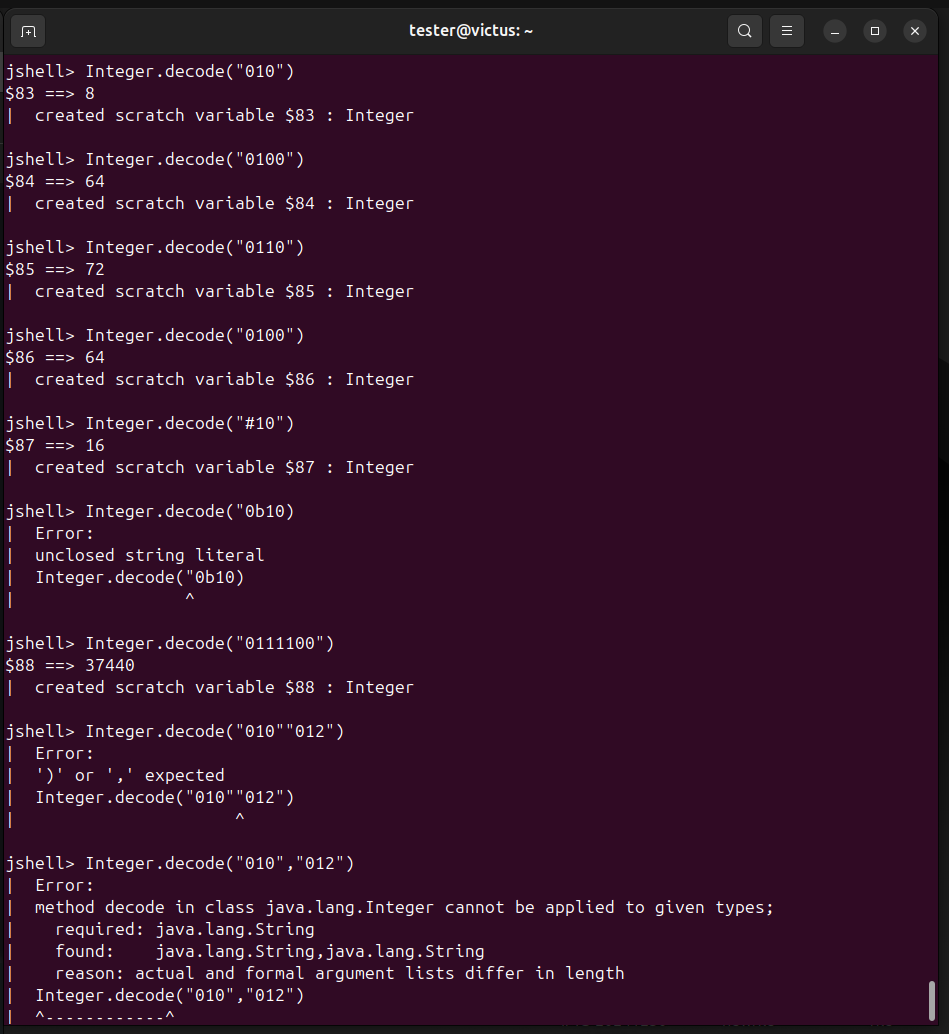 tester@victus: ~
jshell> Integer.decode("010")
$83 ==> 8
|  created scratch variable $83 : Integer
jshell> Integer.decode("0100")
$84 ==> 64
|  created scratch variable $84 : Integer
jshell> Integer.decode("0110")
$85 ==> 72
|  created scratch variable $85 : Integer
jshell> Integer.decode("0100")
$86 ==> 64
|  created scratch variable $86 : Integer
jshell> Integer.decode("#10")
$87 ==> 16
|  created scratch variable $87 : Integer
jshell> Integer.decode("0b10)
|  Error:
|  unclosed string literal
|  Integer.decode("0b10)
|                 ^
jshell> Integer.decode("0111100")
$88 ==> 37440
|  created scratch variable $88 : Integer
jshell> Integer.decode("010""012")
|  Error:
|  ')' or ',' expected
|  Integer.decode("010""012")
|                      ^
jshell> Integer.decode("010","012")
|  Error:
|  method decode in class java.lang.Integer cannot be applied to given types;
|    required: java.lang.String
|    found:    java.lang.String,java.lang.String
|    reason: actual and formal argument lists differ in length
|  Integer.decode("010","012")
|  ^------------^